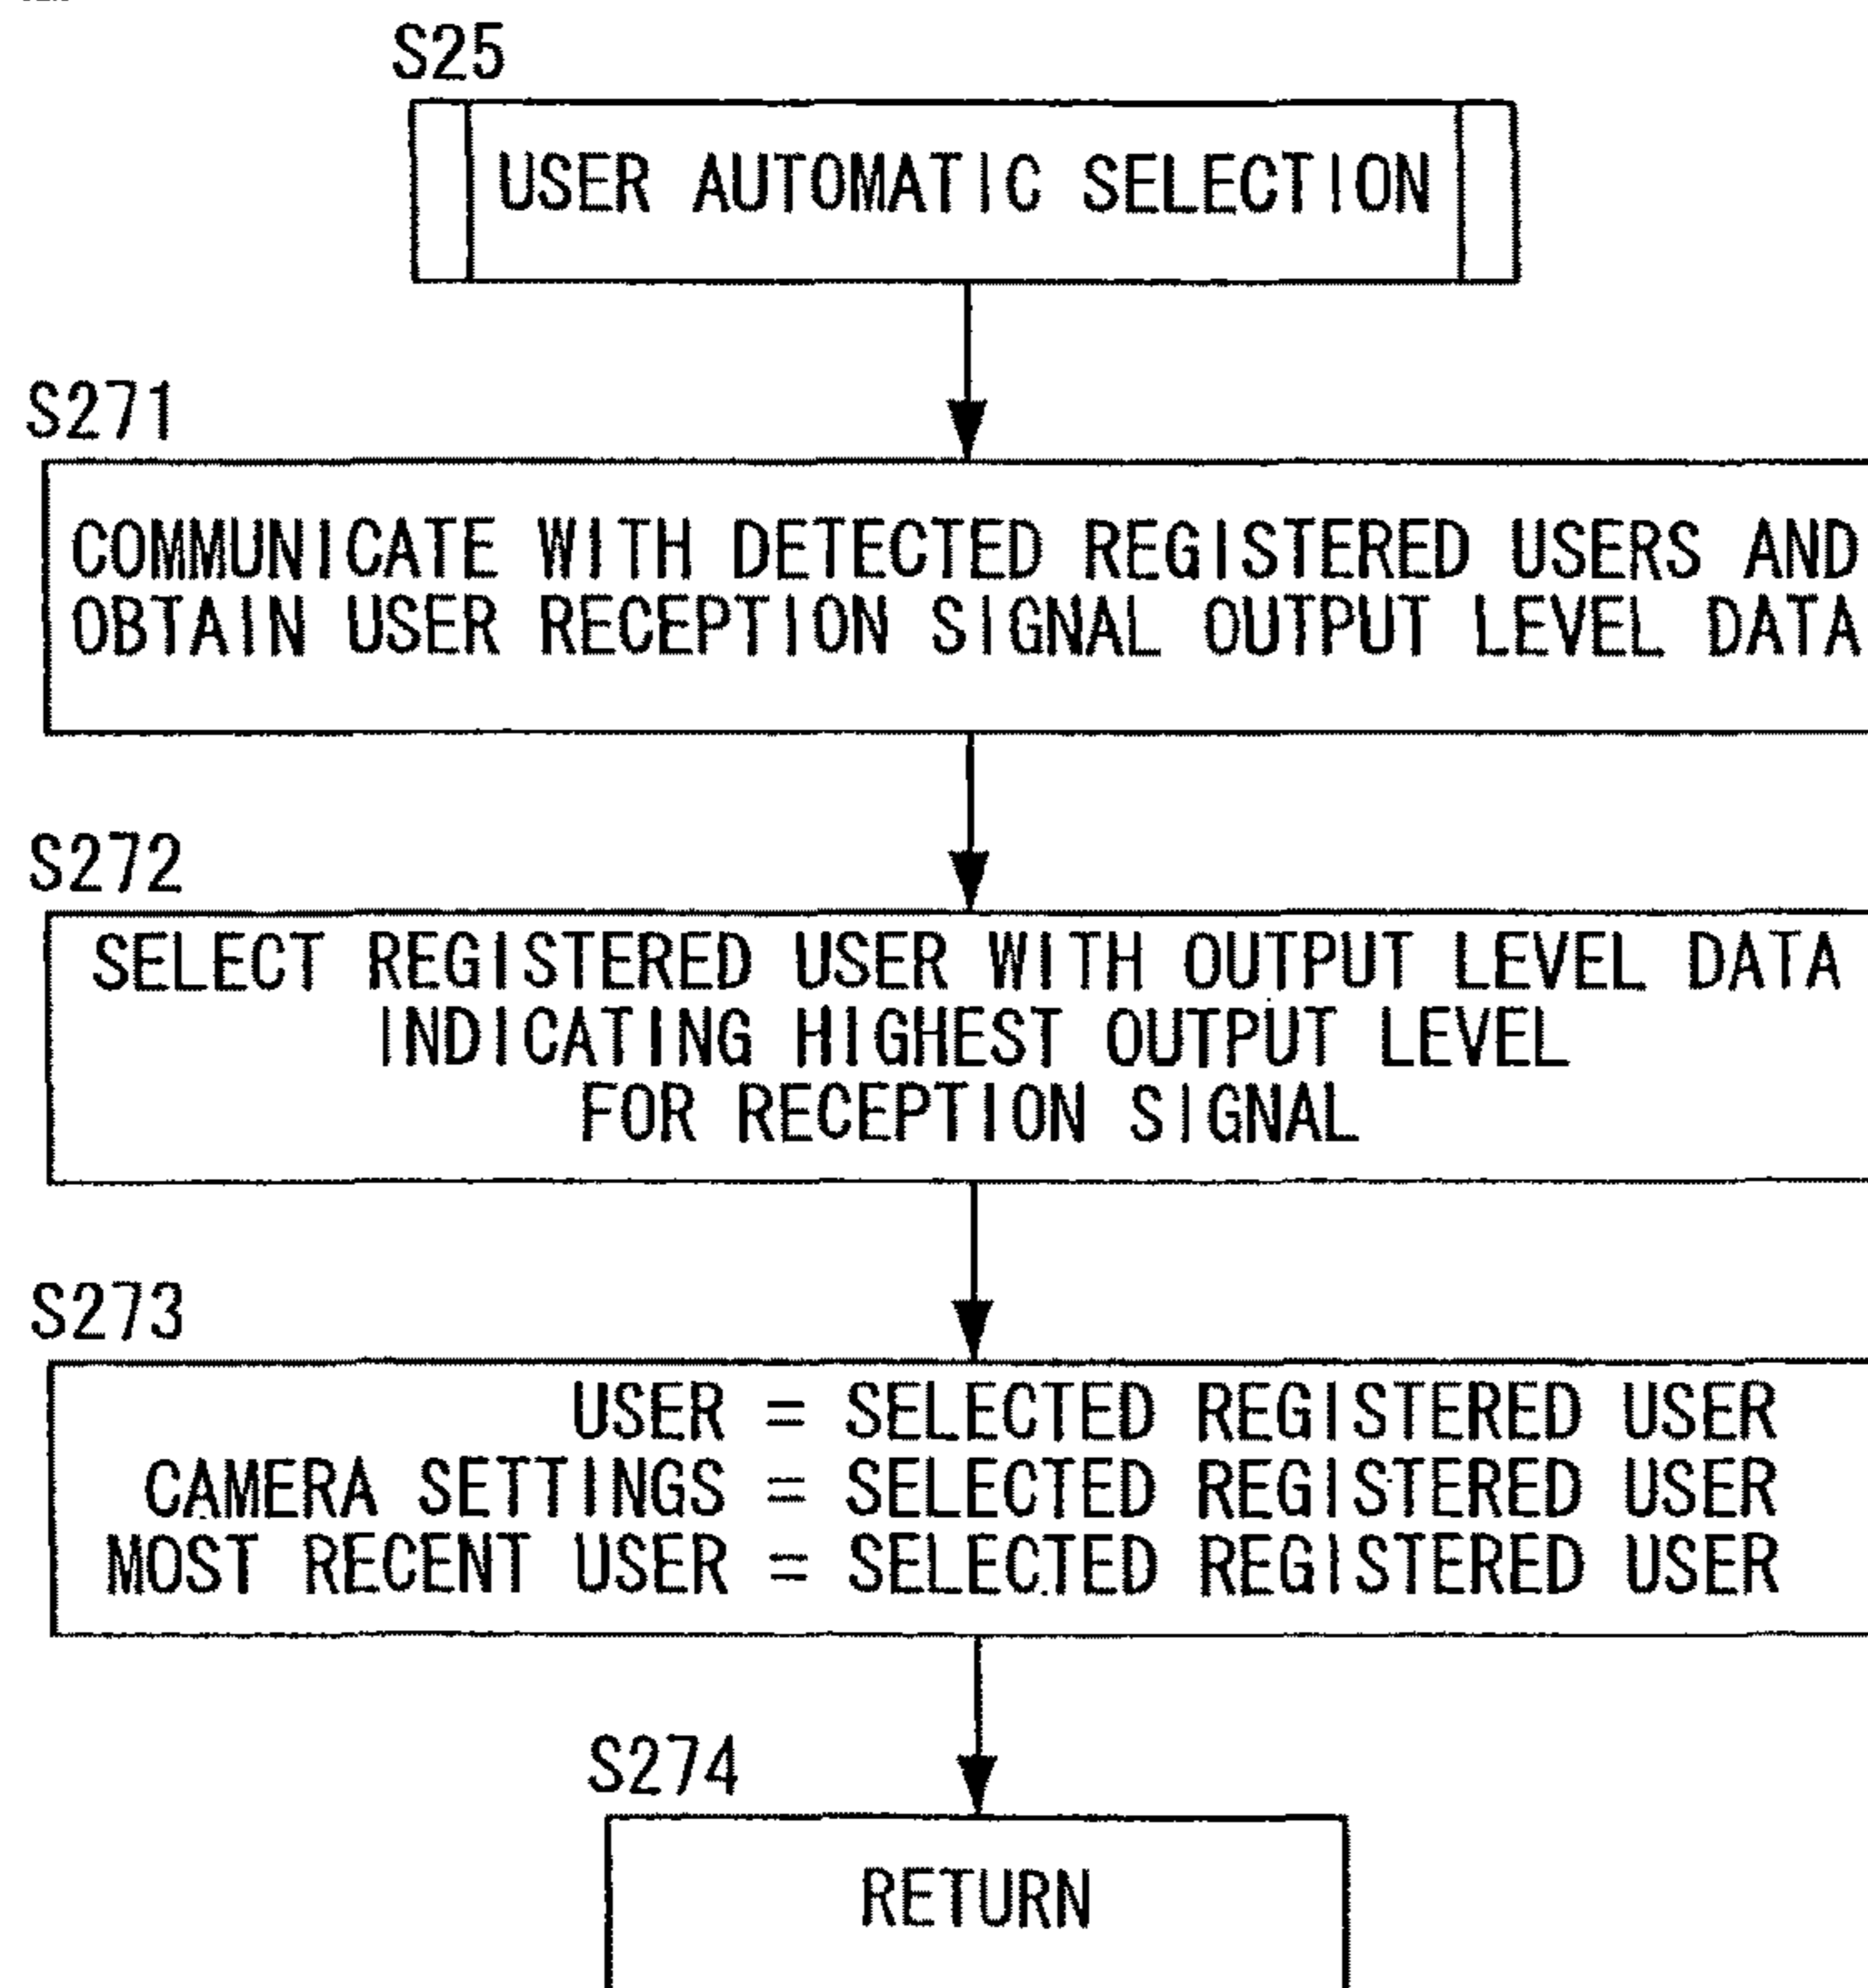 S25
USER AUTOMATIC SELECTION
S271
COMMUNICATE WITH DETECTED REGISTERED USERS AND
OBTAIN USER RECEPTION SIGNAL OUTPUT LEVEL DATA
S272
SELECT REGISTERED USER WITH OUTPUT LEVEL DATA
INDICATING HIGHEST OUTPUT LEVEL
FOR RECEPTION SIGNAL
S273
USER = SELECTED REGISTERED USER
CAMERA SETTINGS = SELECTED REGISTERED USER
MOST RECENT USER = SELECTED REGISTERED USER
S274
RETURN